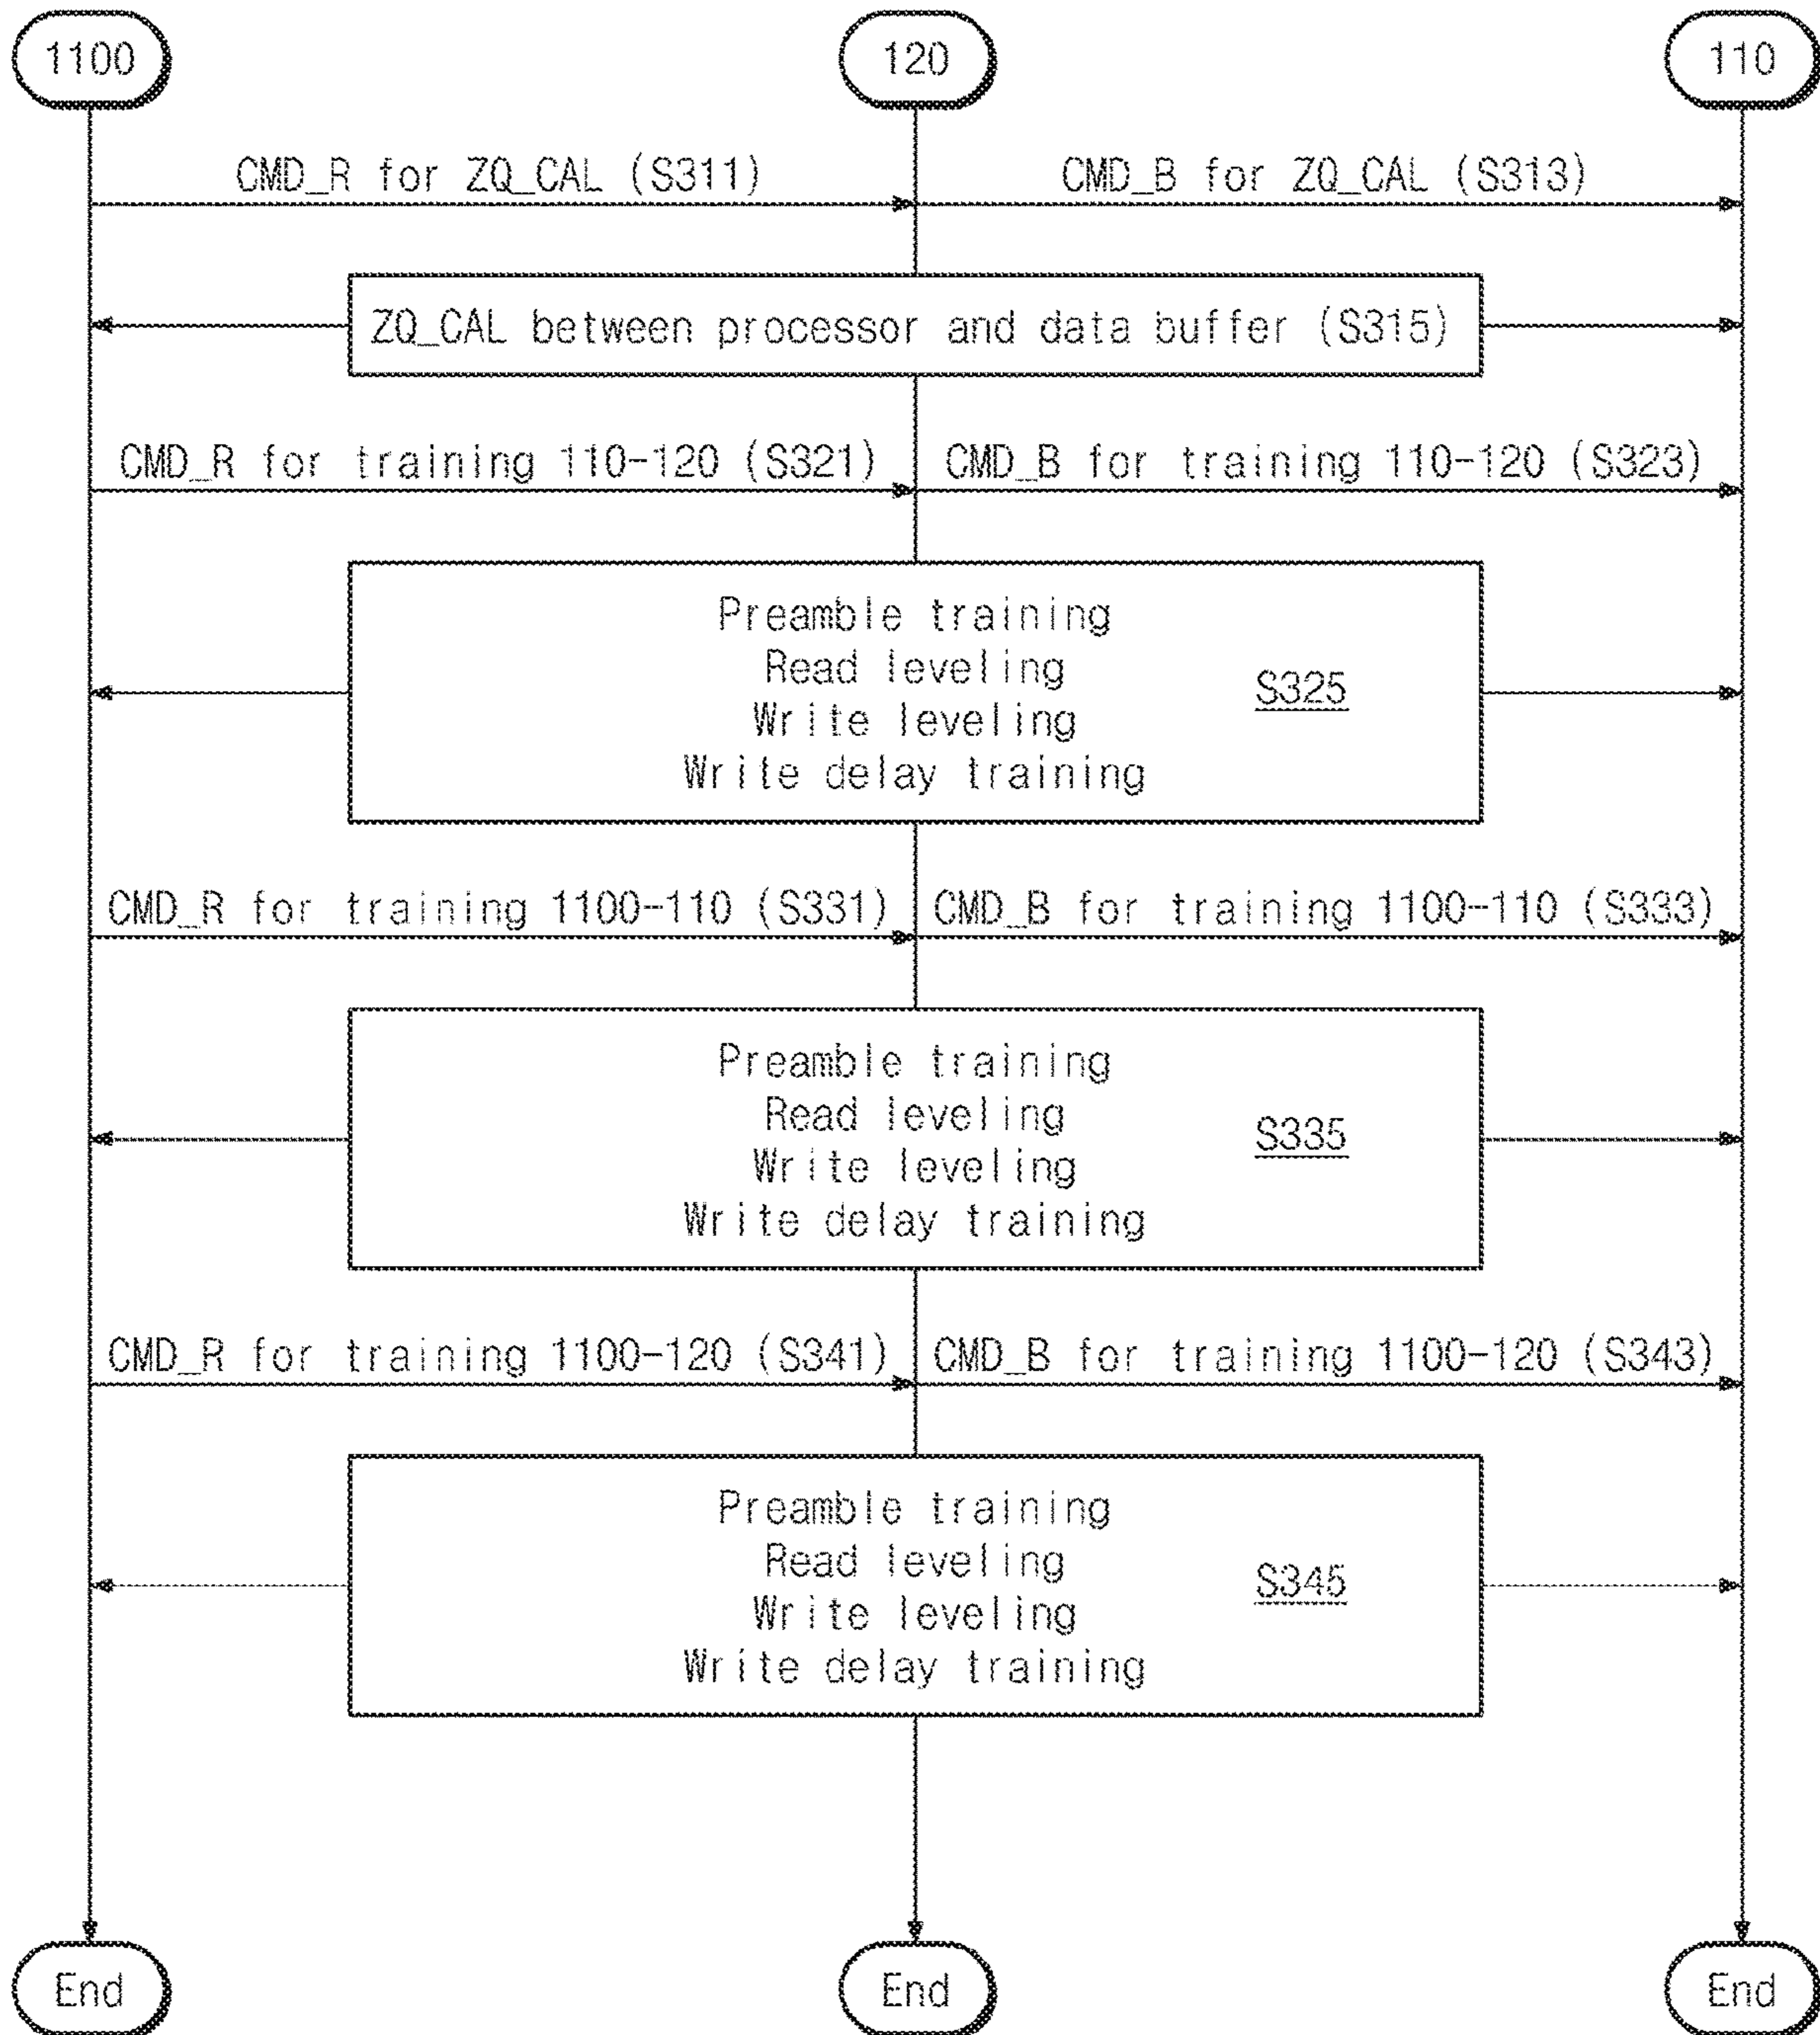 1100 120 110
CMD_R for ZQ_CAL (S311) CMD_B for ZQ_CAL (S313)
ZQ_CAL between processor and data buffer (S315)
CMD_R for training 110-120 (S321) CMD_B for training 110-120 (S323)
Preamble training
Read leveling
S325
Write leveling
Write delay training
CMD_R for training 1100-110 (S331) CMD_B for training 1100-110 (S333)
Preamble training
Read leveling
S335
Write leveling
Write delay training
CMD_R for training 1100-120 (S341) CMD_B for training 1100-120 (S343)
Preamble training
Read leveling
S345
Write leveling
Write delay training
End End End